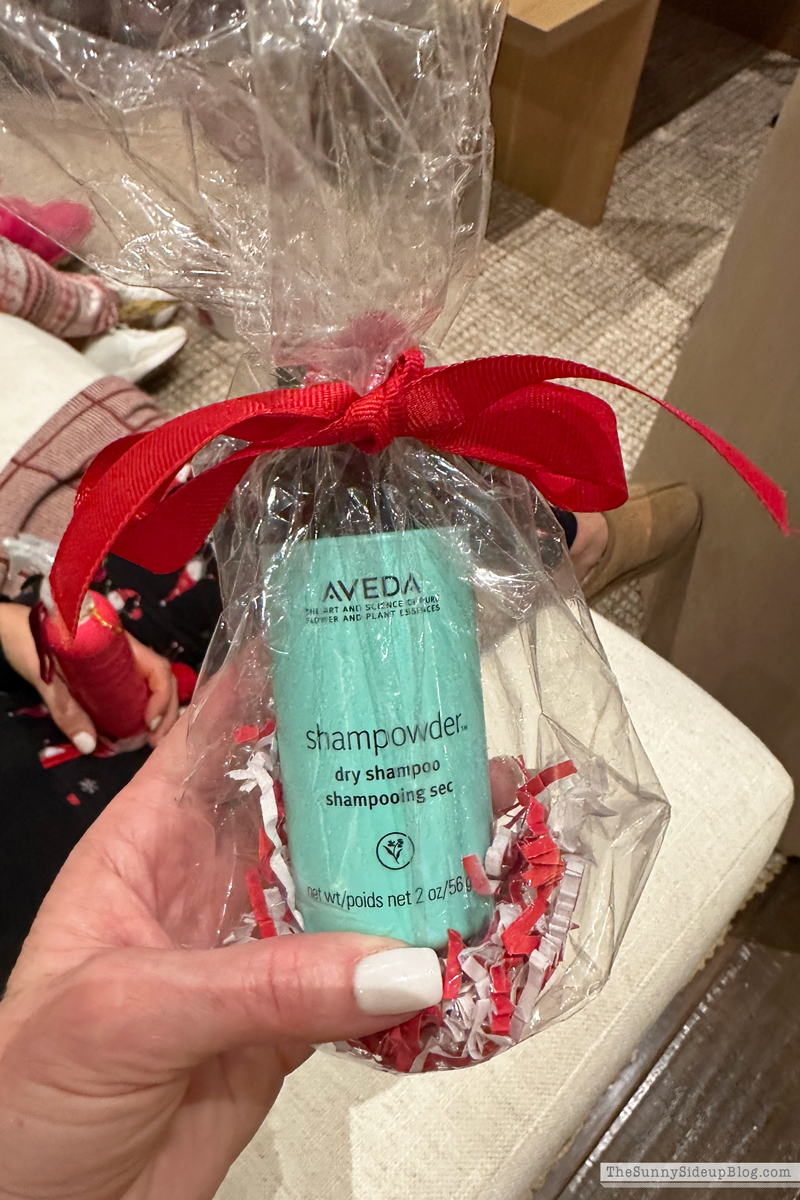 AVEDA
THE ART AND SCIENCE OF PURE
FLOWER AND PLANT ESSENCES
shampowder™
dry shampoo
shampooing sec
net wt/poids net 2 oz/56 g
TheSunnySideupBlog.com